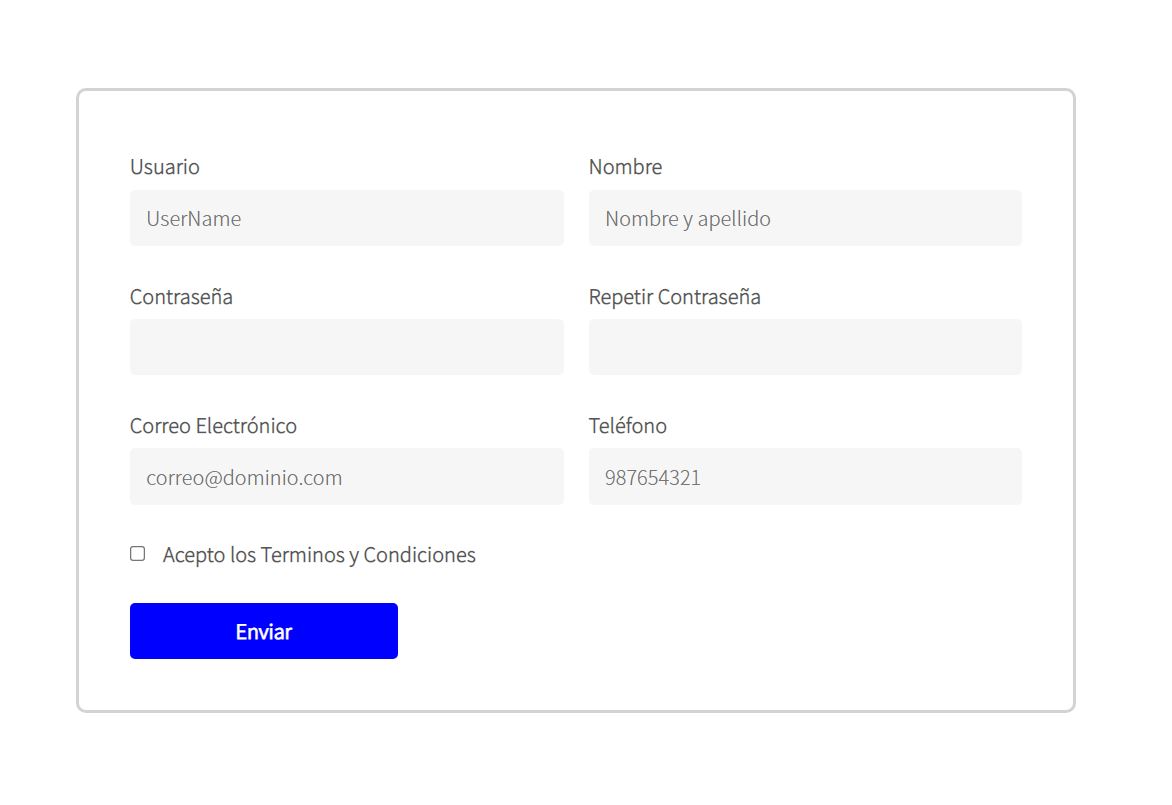 Usuario
Nombre
UserName
Nombre y apellido
Contraseña
Repetir Contraseña
Correo Electrónico
Teléfono
correo@dominio.com
987654321
Acepto los Terminos y Condiciones
Enviar